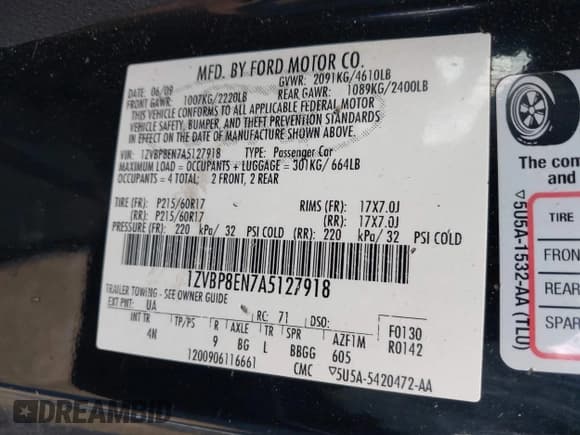 MFD. BY FORD MOTOR CO.
DATE: 06/09 GVWR: 2091KG/4610LB
FRONT GAWR: 1007KG/2220LB REAR GAWR: 1089KG/2400LB
THIS VEHICLE CONFORMS TO ALL APPLICABLE FEDERAL MOTOR
VEHICLE SAFETY, BUMPER, AND THEFT PREVENTION STANDARDS
IN EFFECT ON THE DATE OF MANUFACTURE SHOWN ABOVE.
VIN: 1ZVBP8EN7A5127918 TYPE: Passenger Car
MAXIMUM LOAD = OCCUPANTS + LUGGAGE = 301KG/ 664LB
OCCUPANTS = 4 TOTAL: 2 FRONT, 2 REAR
TIRE (FR): P215/60R17 RIMS (FR): 17X7.0J
(RR): P215/60R17 (RR): 17X7.0J
PRESSURE (FR): 220 kPa/ 32 PSI COLD (RR): 220 kPa/ 32 PSI COLD
1ZVBP8EN7A5127918
TRAILER TOWING - SEE OWNER GUIDE
EXT PNT: UA RC: 71 DSO: F0130
INT TR TP/PS R AXLE TR SPR AZF1M R0142
4N 9 BG L BBGG 605
1200906116661 CMC ▽5U5A-5420472-AA
The com
and
▽5U5A-1532-AA (TLU)
TIRE
FRON
REAR
SPAR
DREAMBID